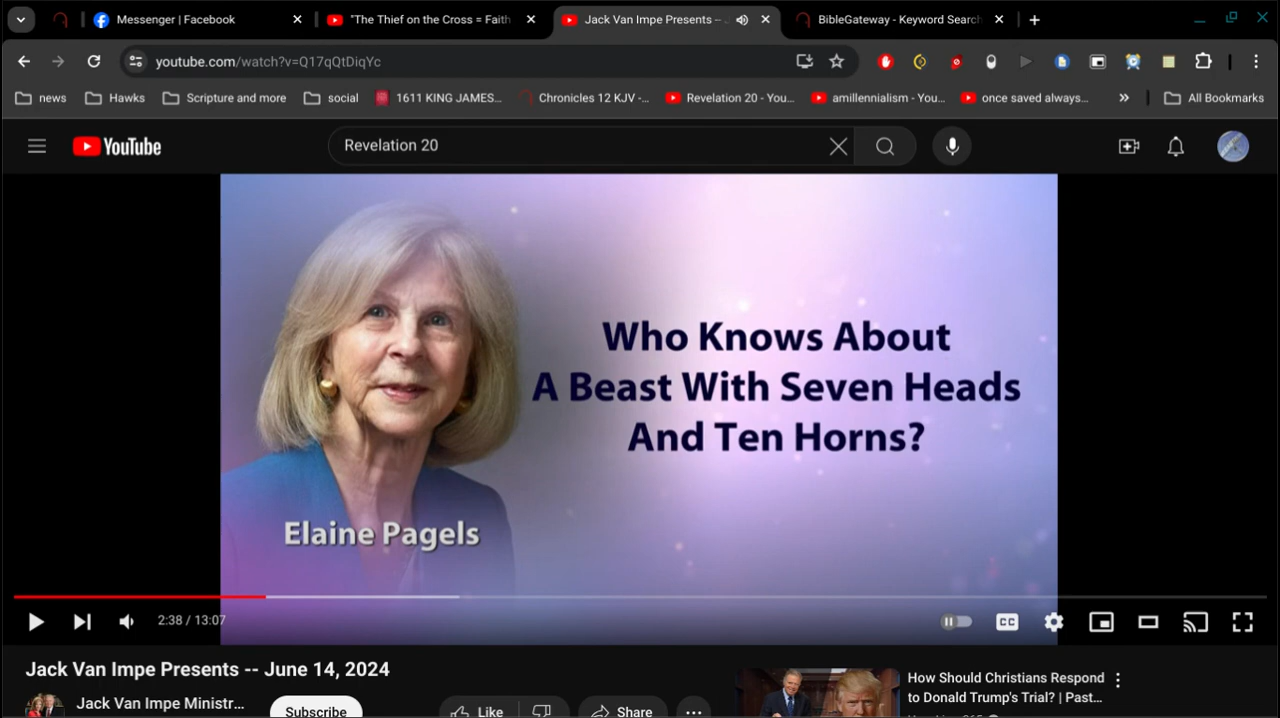 Messenger | Facebook
"The Thief on the Cross = Faith
Jack Van Impe Presents --
BibleGateway - Keyword Search
youtube.com/watch?v=Q17qQtDiqYc
news
Hawks
Scripture and more
social
1611 KING JAMES...
Chronicles 12 KJV -...
Revelation 20 - You...
amillennialism - You...
once saved always...
All Bookmarks
YouTube
Revelation 20
Who Knows About
A Beast With Seven Heads
And Ten Horns?
Elaine Pagels
2:38 / 13:07
CC
Jack Van Impe Presents -- June 14, 2024
Jack Van Impe Ministr...
Subscribe
Like
Share
How Should Christians Respond
to Donald Trump's Trial? | Past...